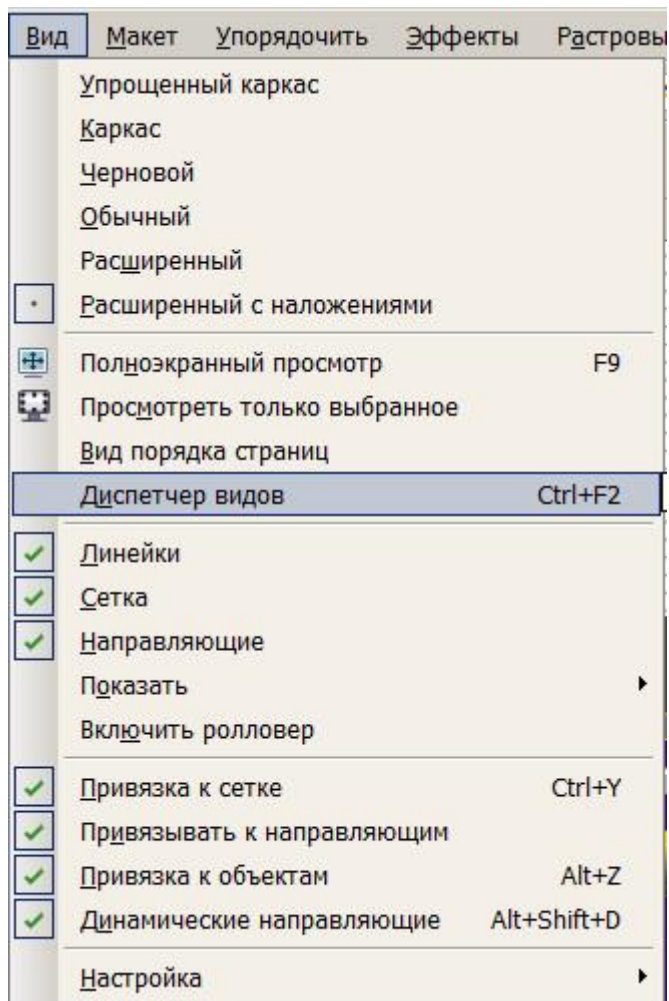 Вид Макет Упорядочить Эффекты Растровы
Упрощенный каркас
Каркас
Черновой
Обычный
Расширенный
Расширенный с наложениями
Полноэкранный просмотр F9
Просмотреть только выбранное
Вид порядка страниц
Диспетчер видов Ctrl+F2
Линейки
Сетка
Направляющие
Показать
Включить ролловер
Привязка к сетке Ctrl+Y
Привязывать к направляющим
Привязка к объектам Alt+Z
Динамические направляющие Alt+Shift+D
Настройка